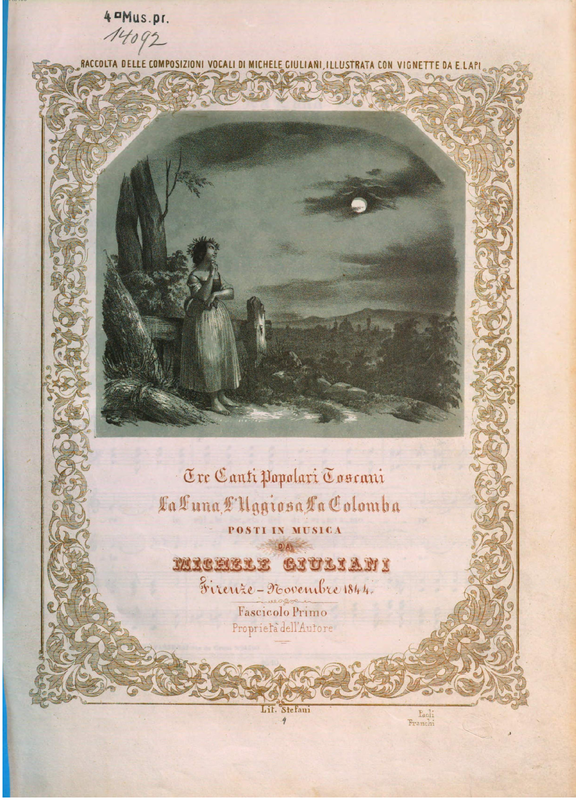 4° Mus. pr.
14092
RACCOLTA DELLE COMPOSIZIONI VOCALI DI MICHELE GIULIANI, ILLUSTRATA CON VIGNETTE DA E. LAPI
Tre Canti Popolari Toscani
La Luna, L'Uggiosa, La Colomba
POSTI IN MUSICA
DA
MICHELE GIULIANI
Firenze – Novembre 1844.
Fascicolo Primo
Proprietà dell'Autore
Lit. Stefani
4
Paoli